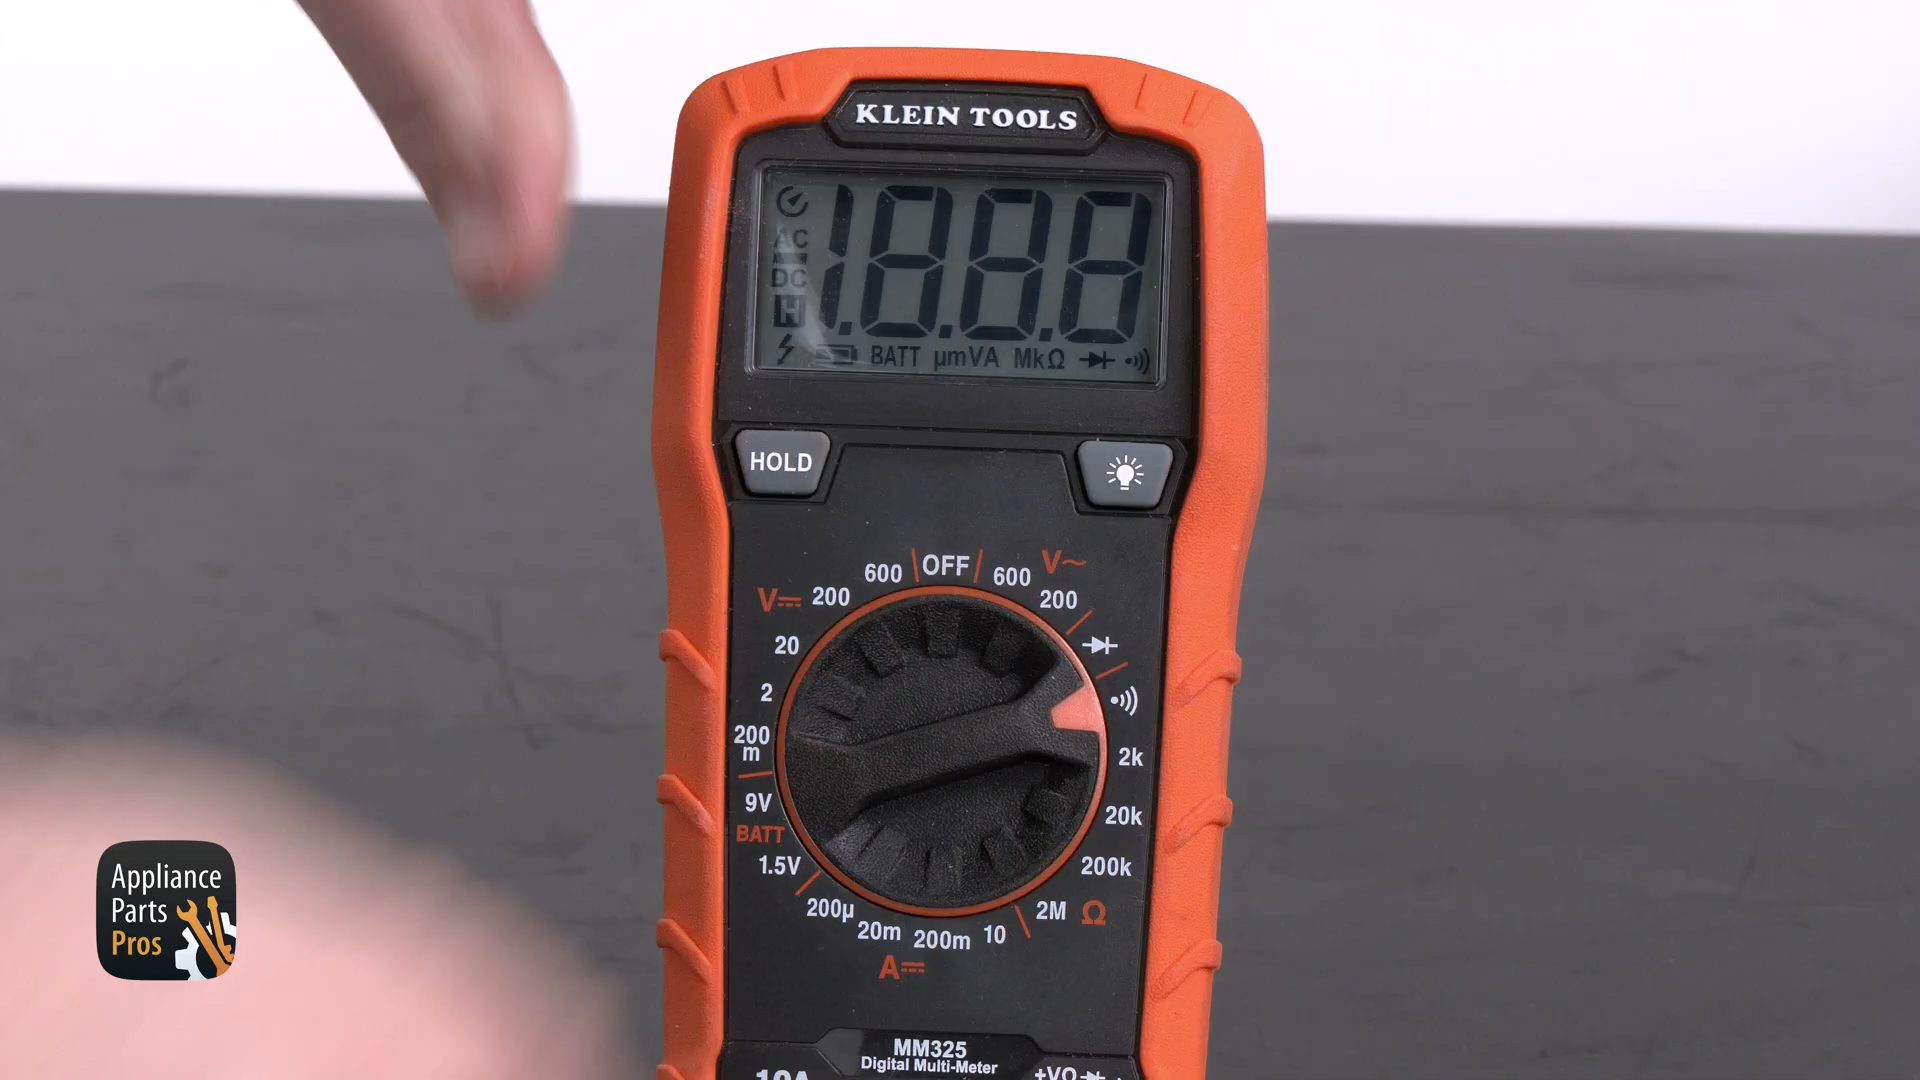 KLEIN TOOLS
1.8.8.8
AC
DC
H
BATT µmVA MkΩ
HOLD
600 OFF 600 V~
V 200 200
20
2
200
m
2k
9V
20k
BATT
1.5V
200k
200µ 2M Ω
20m 200m 10
A
MM325
Digital Multi-Meter
10A +VΩ
Appliance
Parts
Pros